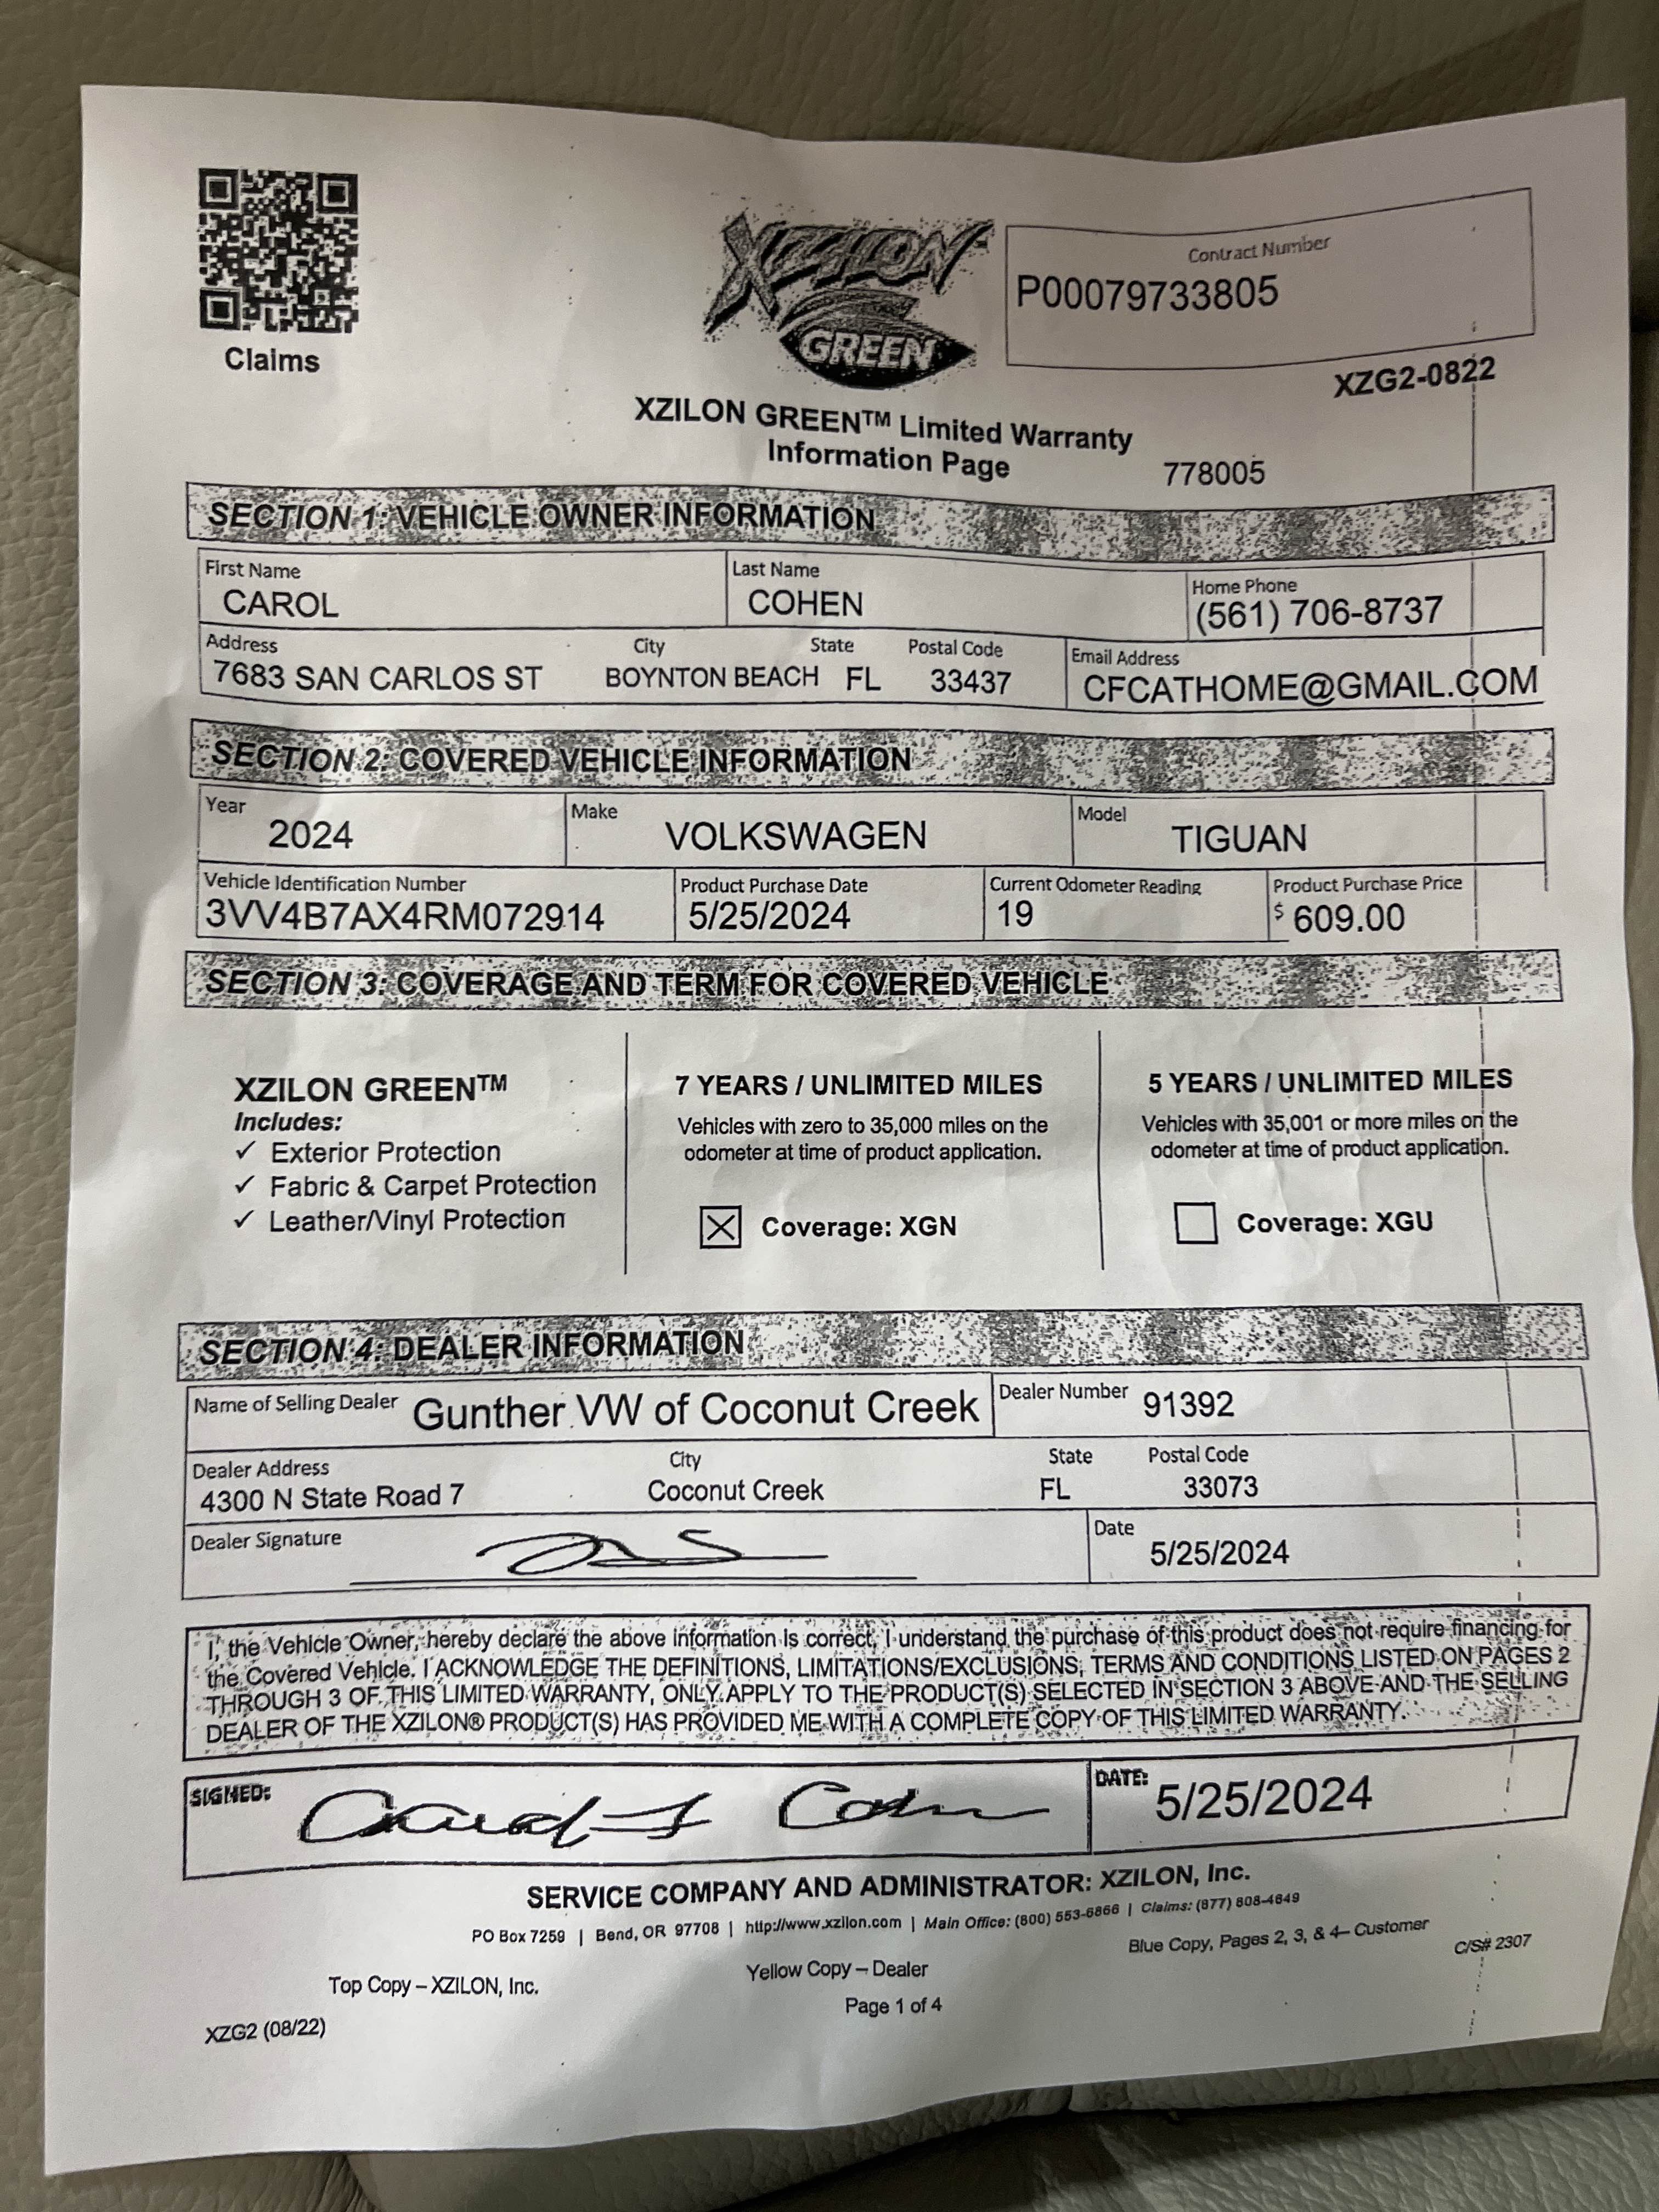 XZILON
GREEN
Contract Number
P00079733805
Claims
XZG2-0822
XZILON GREEN™ Limited Warranty
Information Page
778005
SECTION 1: VEHICLE OWNER INFORMATION
First Name Last Name Home Phone
CAROL COHEN (561) 706-8737
Address City State Postal Code Email Address
7683 SAN CARLOS ST BOYNTON BEACH FL 33437 CFCATHOME@GMAIL.COM
SECTION 2: COVERED VEHICLE INFORMATION
Year Make Model
2024 VOLKSWAGEN TIGUAN
Vehicle Identification Number Product Purchase Date Current Odometer Reading Product Purchase Price
3VV4B7AX4RM072914 5/25/2024 19 $ 609.00
SECTION 3: COVERAGE AND TERM FOR COVERED VEHICLE
XZILON GREEN™
Includes:
✓ Exterior Protection
✓ Fabric & Carpet Protection
✓ Leather/Vinyl Protection
7 YEARS / UNLIMITED MILES
Vehicles with zero to 35,000 miles on the
odometer at time of product application.
☒ Coverage: XGN
5 YEARS / UNLIMITED MILES
Vehicles with 35,001 or more miles on the
odometer at time of product application.
☐ Coverage: XGU
SECTION 4: DEALER INFORMATION
Name of Selling Dealer Gunther VW of Coconut Creek Dealer Number 91392
Dealer Address City State Postal Code
4300 N State Road 7 Coconut Creek FL 33073
Dealer Signature Date
5/25/2024
I, the Vehicle Owner, hereby declare the above information is correct. I understand the purchase of this product does not require financing for
the Covered Vehicle. I ACKNOWLEDGE THE DEFINITIONS, LIMITATIONS/EXCLUSIONS, TERMS AND CONDITIONS LISTED ON PAGES 2
THROUGH 3 OF THIS LIMITED WARRANTY, ONLY APPLY TO THE PRODUCT(S) SELECTED IN SECTION 3 ABOVE AND THE SELLING
DEALER OF THE XZILON® PRODUCT(S) HAS PROVIDED ME WITH A COMPLETE COPY OF THIS LIMITED WARRANTY.
SIGNED: Carol Cohen DATE: 5/25/2024
SERVICE COMPANY AND ADMINISTRATOR: XZILON, Inc.
PO Box 7259 | Bend, OR 97708 | http://www.xzilon.com | Main Office: (800) 553-6866 | Claims: (877) 808-4649
Blue Copy, Pages 2, 3, & 4– Customer
C/S# 2307
Yellow Copy – Dealer
Top Copy – XZILON, Inc.
Page 1 of 4
XZG2 (08/22)